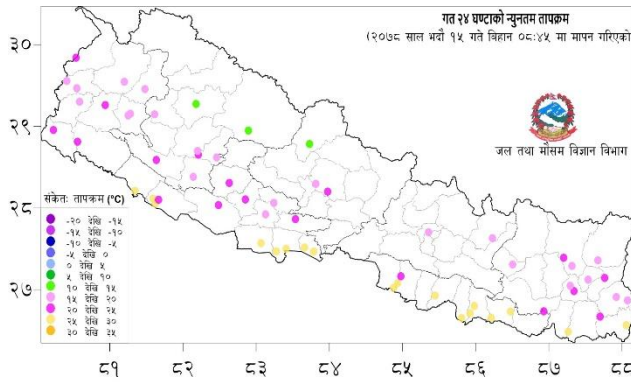 गत २४ घण्टाको न्युनतम तापक्रम
(२०७८ साल भदौ १५ गते बिहान ०८:४५ मा मापन गरिएको
जल तथा मौसम विज्ञान विभाग
३०
२९
२८
२७
संकेतः तापक्रम (°C)
-२० देखि -१५
-१५ देखि -१०
-१० देखि -५
-५ देखि ०
० देखि ५
५ देखि १०
१० देखि १५
१५ देखि २०
२० देखि २५
२५ देखि ३०
३० देखि ३५
८१ ८२ ८३ ८४ ८५ ८६ ८७ ८८